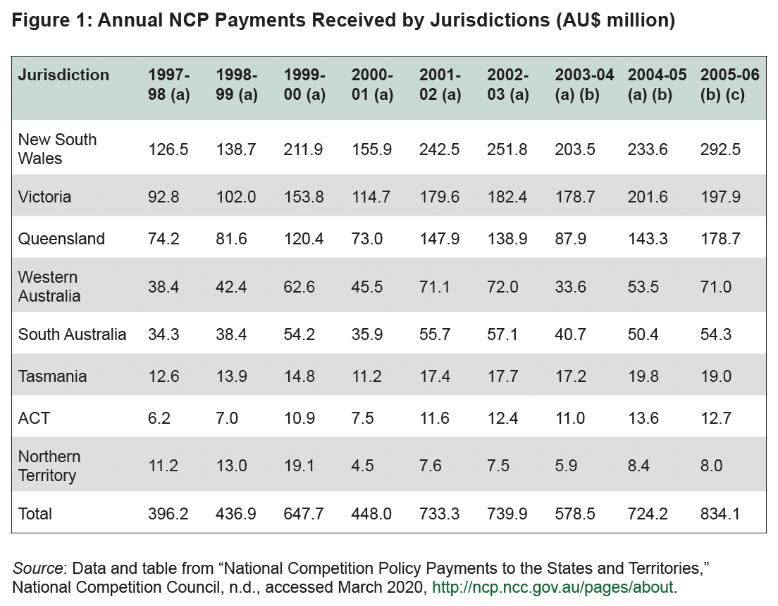 Figure 1: Annual NCP Payments Received by Jurisdictions (AU$ million)
Jurisdiction 1997-98 (a) 1998-99 (a) 1999-00 (a) 2000-01 (a) 2001-02 (a) 2002-03 (a) 2003-04 (a) (b) 2004-05 (a) (b) 2005-06 (b) (c)
New South Wales 126.5 138.7 211.9 155.9 242.5 251.8 203.5 233.6 292.5
Victoria 92.8 102.0 153.8 114.7 179.6 182.4 178.7 201.6 197.9
Queensland 74.2 81.6 120.4 73.0 147.9 138.9 87.9 143.3 178.7
Western Australia 38.4 42.4 62.6 45.5 71.1 72.0 33.6 53.5 71.0
South Australia 34.3 38.4 54.2 35.9 55.7 57.1 40.7 50.4 54.3
Tasmania 12.6 13.9 14.8 11.2 17.4 17.7 17.2 19.8 19.0
ACT 6.2 7.0 10.9 7.5 11.6 12.4 11.0 13.6 12.7
Northern Territory 11.2 13.0 19.1 4.5 7.6 7.5 5.9 8.4 8.0
Total 396.2 436.9 647.7 448.0 733.3 739.9 578.5 724.2 834.1
Source: Data and table from “National Competition Policy Payments to the States and Territories,”
National Competition Council, n.d., accessed March 2020, http://ncp.ncc.gov.au/pages/about.